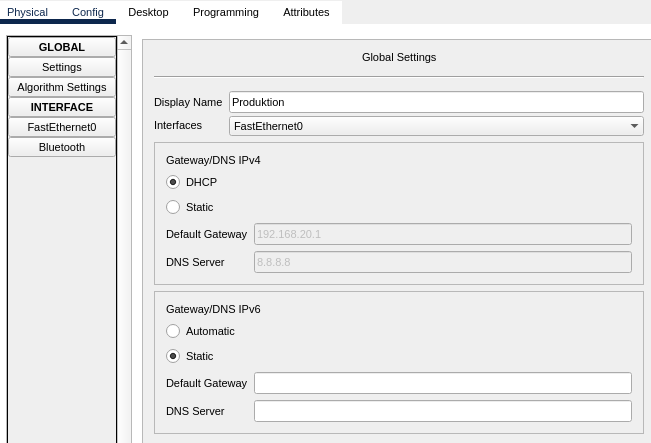 Physical Config Desktop Programming Attributes
GLOBAL
Settings
Algorithm Settings
INTERFACE
FastEthernet0
Bluetooth
Global Settings
Display Name Produktion
Interfaces FastEthernet0
Gateway/DNS IPv4
DHCP
Static
Default Gateway 192.168.20.1
DNS Server 8.8.8.8
Gateway/DNS IPv6
Automatic
Static
Default Gateway
DNS Server